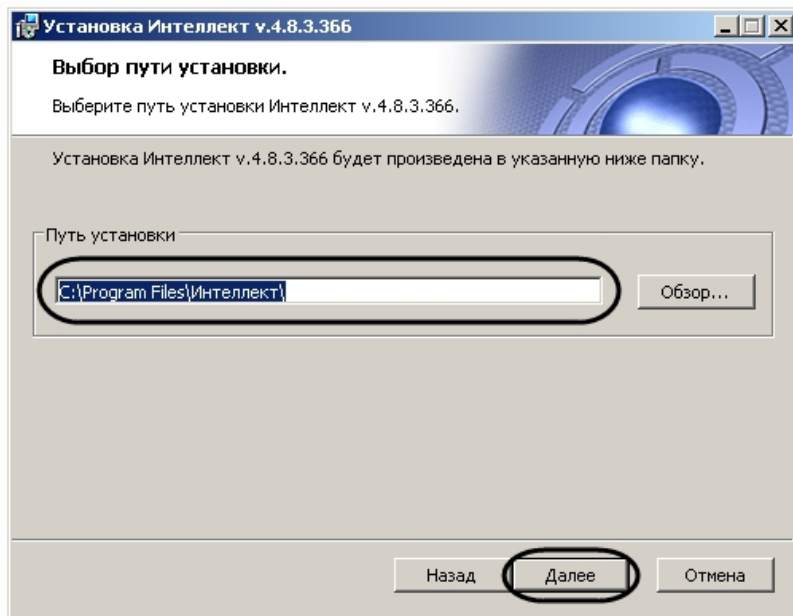 Установка Интеллект v.4.8.3.366
Выбор пути установки.
Выберите путь установки Интеллект v.4.8.3.366.
Установка Интеллект v.4.8.3.366 будет произведена в указанную ниже папку.
Путь установки
C:\Program Files\Интеллект\
Обзор...
Назад
Далее
Отмена